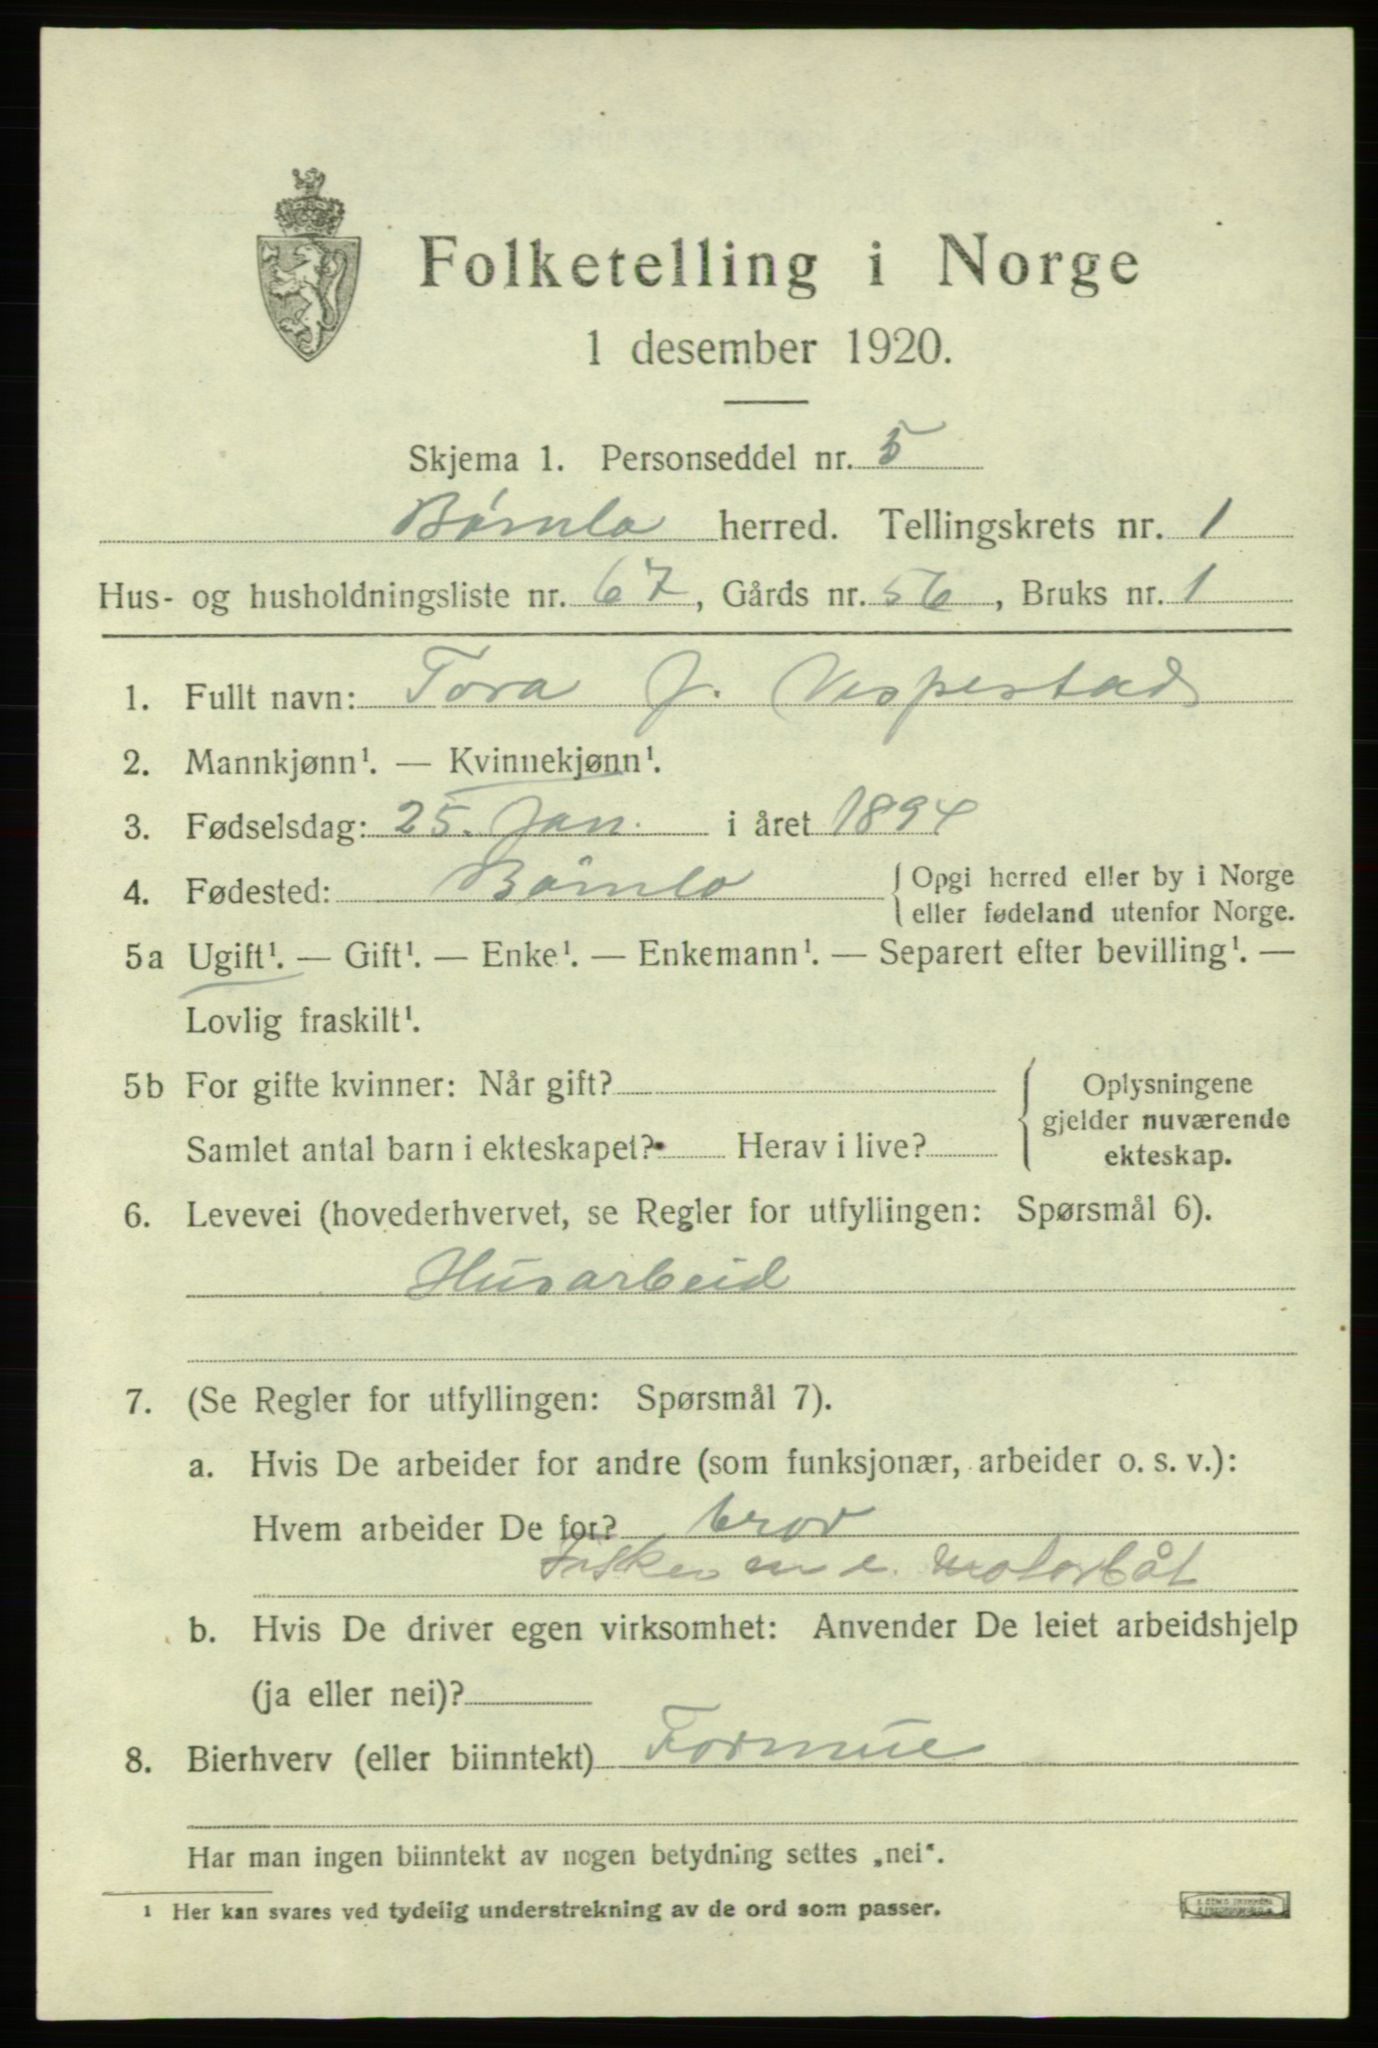 Folketelling i Norge
1 desember 1920.
Skjema 1. Personseddel nr. 5
Bømlo herred. Tellingskrets nr. 1
Hus- og husholdningsliste nr. 67, Gårds nr. 56, Bruks nr. 1
1. Fullt navn: Tora J. Vespestad
2. Mannkjønn¹. — Kvinnekjønn¹.
3. Fødselsdag: 25. Jan. i året 1894
4. Fødested: Bømlo { Opgi herred eller by i Norge
eller fødeland utenfor Norge.
5a Ugift¹. — Gift¹. — Enke¹. — Enkemann¹. — Separert efter bevilling¹. —
Lovlig fraskilt¹.
5b For gifte kvinner: Når gift?
Samlet antal barn i ekteskapet? Herav i live?
{ Oplysningene
gjelder nuværende
ekteskap.
6. Levevei (hovederhvervet, se Regler for utfyllingen: Spørsmål 6).
Husarbeid
7. (Se Regler for utfyllingen: Spørsmål 7).
a. Hvis De arbeider for andre (som funksjonær, arbeider o. s. v.):
Hvem arbeider De for? bror
Fisker m e. Motorbåt
b. Hvis De driver egen virksomhet: Anvender De leiet arbeidshjelp
(ja eller nei)?
8. Bierhverv (eller biinntekt) Formue
Har man ingen biinntekt av nogen betydning settes „nei“.
¹ Her kan svares ved tydelig understrekning av de ord som passer.